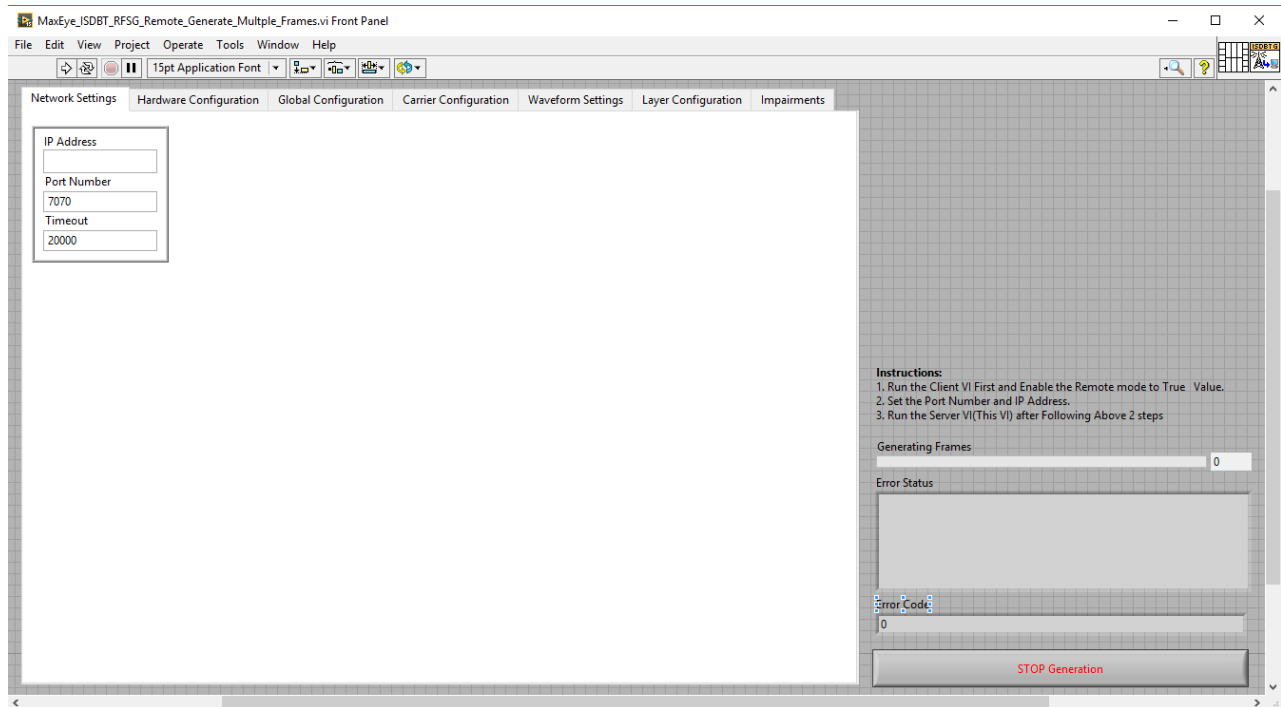 MaxEye_ISDBT_RFSG_Remote_Generate_Multple_Frames.vi Front Panel
File Edit View Project Operate Tools Window Help
15pt Application Font
ISDBTG
Network Settings Hardware Configuration Global Configuration Carrier Configuration Waveform Settings Layer Configuration Impairments
IP Address
Port Number
7070
Timeout
20000
Instructions:
1. Run the Client VI First and Enable the Remote mode to True Value.
2. Set the Port Number and IP Address.
3. Run the Server VI(This VI) after Following Above 2 steps
Generating Frames
0
Error Status
Error Code
0
STOP Generation